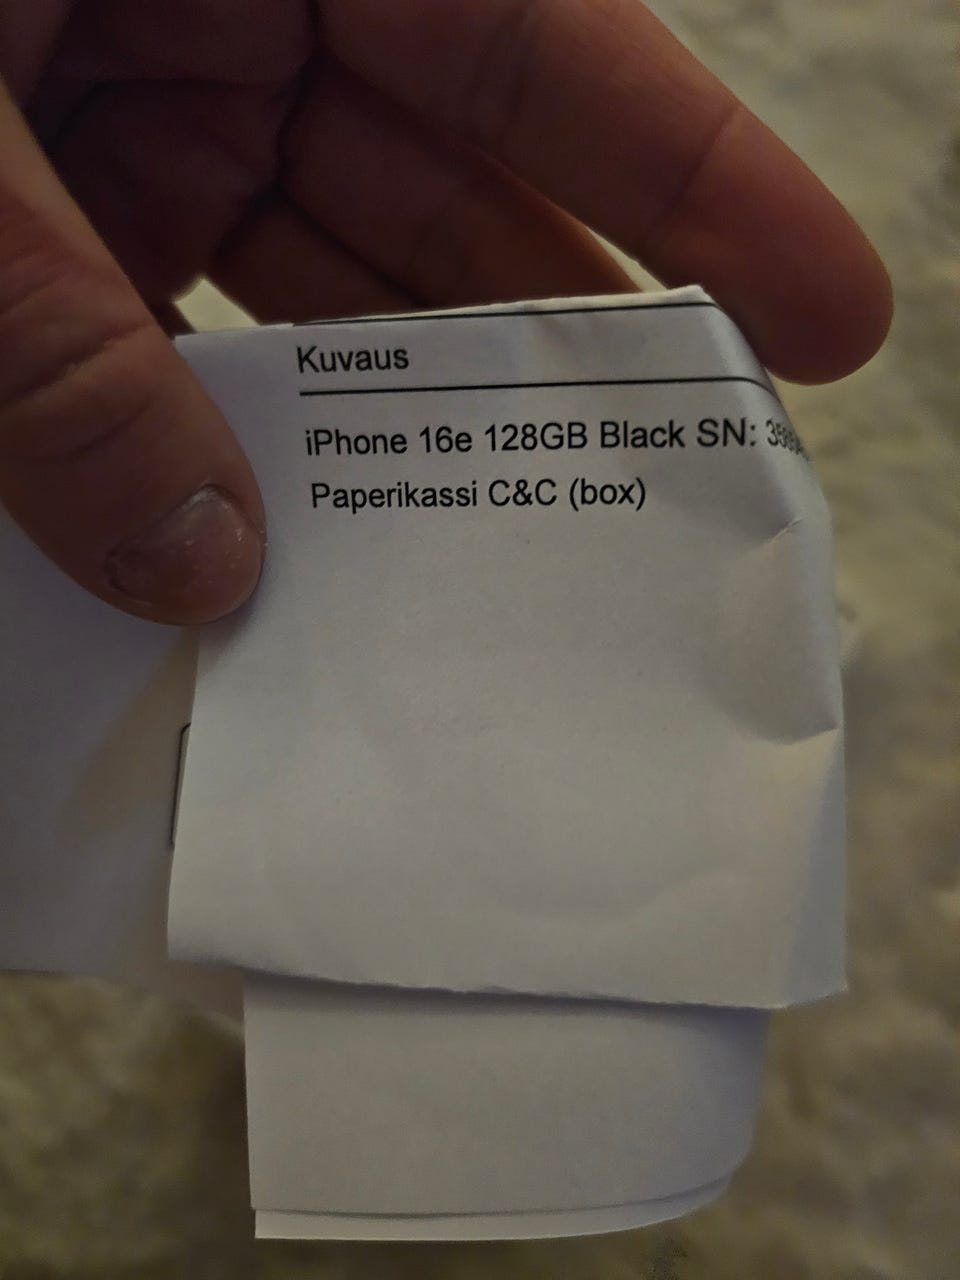 Kuvaus
iPhone 16e 128GB Black SN:
Paperikassi C&C (box)